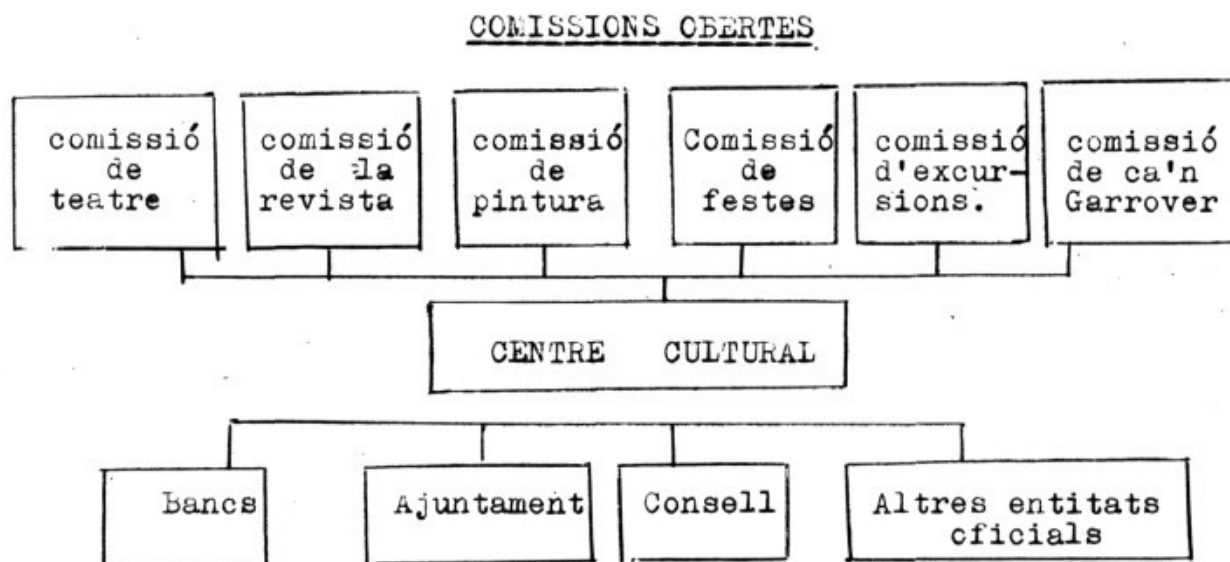 COMISSIONS OBERTES
comissió
de
teatre
comissió
de la
revista
comissió
de
pintura
Comissió
de
festes
comissió
d'excur-
sions.
comissió
de ca'n
Garrover
CENTRE CULTURAL
Bancs
Ajuntament
Consell
Altres entitats
oficials